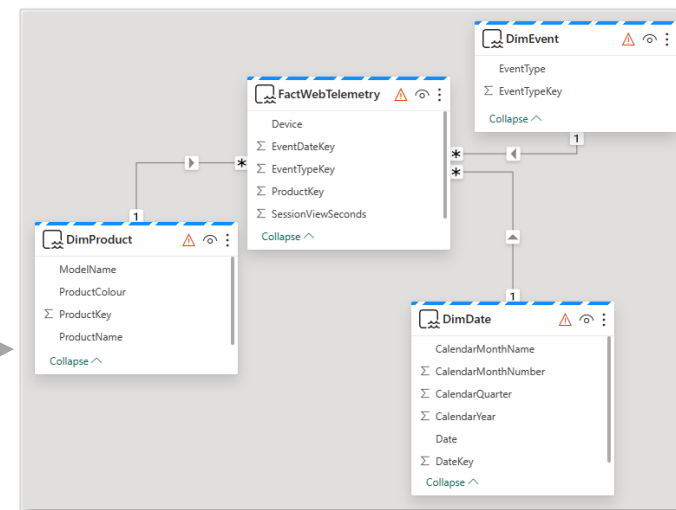 DimEvent
EventType
Σ EventTypeKey
Collapse
FactWebTelemetry
Device
Σ EventDateKey
Σ EventTypeKey
Σ ProductKey
Σ SessionViewSeconds
Collapse
1
*
*
*
1
DimProduct
ModelName
ProductColour
Σ ProductKey
ProductName
Collapse
1
DimDate
CalendarMonthName
Σ CalendarMonthNumber
Σ CalendarQuarter
Σ CalendarYear
Date
Σ DateKey
Collapse